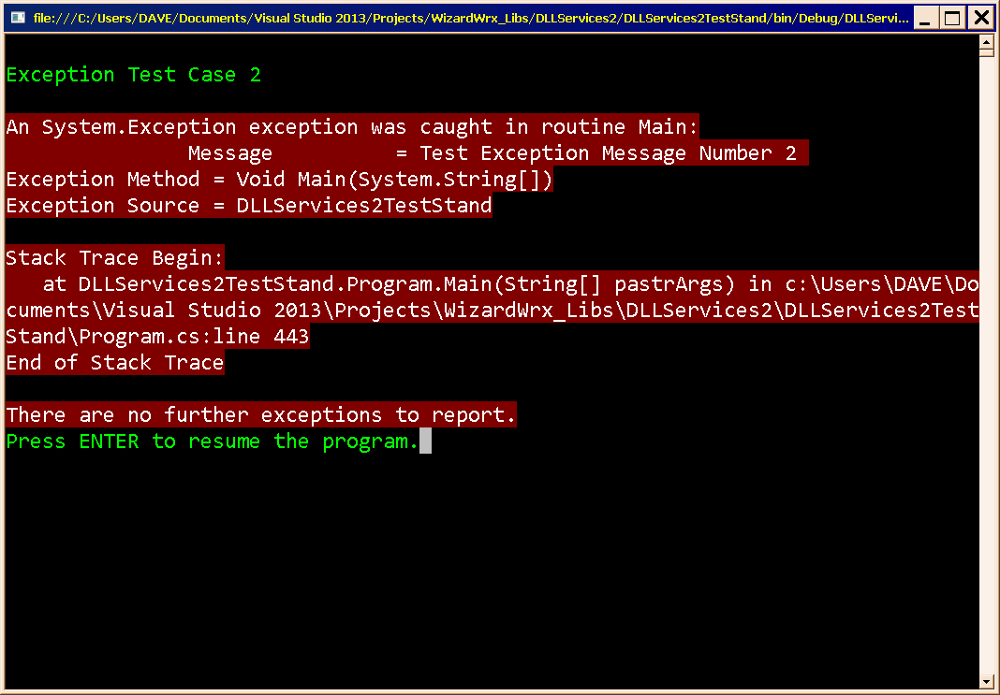 file:///C:/Users/DAVE/Documents/Visual Studio 2013/Projects/WizardWrx_Libs/DLLServices2/DLLServices2TestStand/bin/Debug/DLLServi...
Exception Test Case 2
An System.Exception exception was caught in routine Main:
Message = Test Exception Message Number 2
Exception Method = Void Main(System.String[])
Exception Source = DLLServices2TestStand
Stack Trace Begin:
at DLLServices2TestStand.Program.Main(String[] pastrArgs) in c:\Users\DAVE\Do
cuments\Visual Studio 2013\Projects\WizardWrx_Libs\DLLServices2\DLLServices2Test
Stand\Program.cs:line 443
End of Stack Trace
There are no further exceptions to report.
Press ENTER to resume the program.